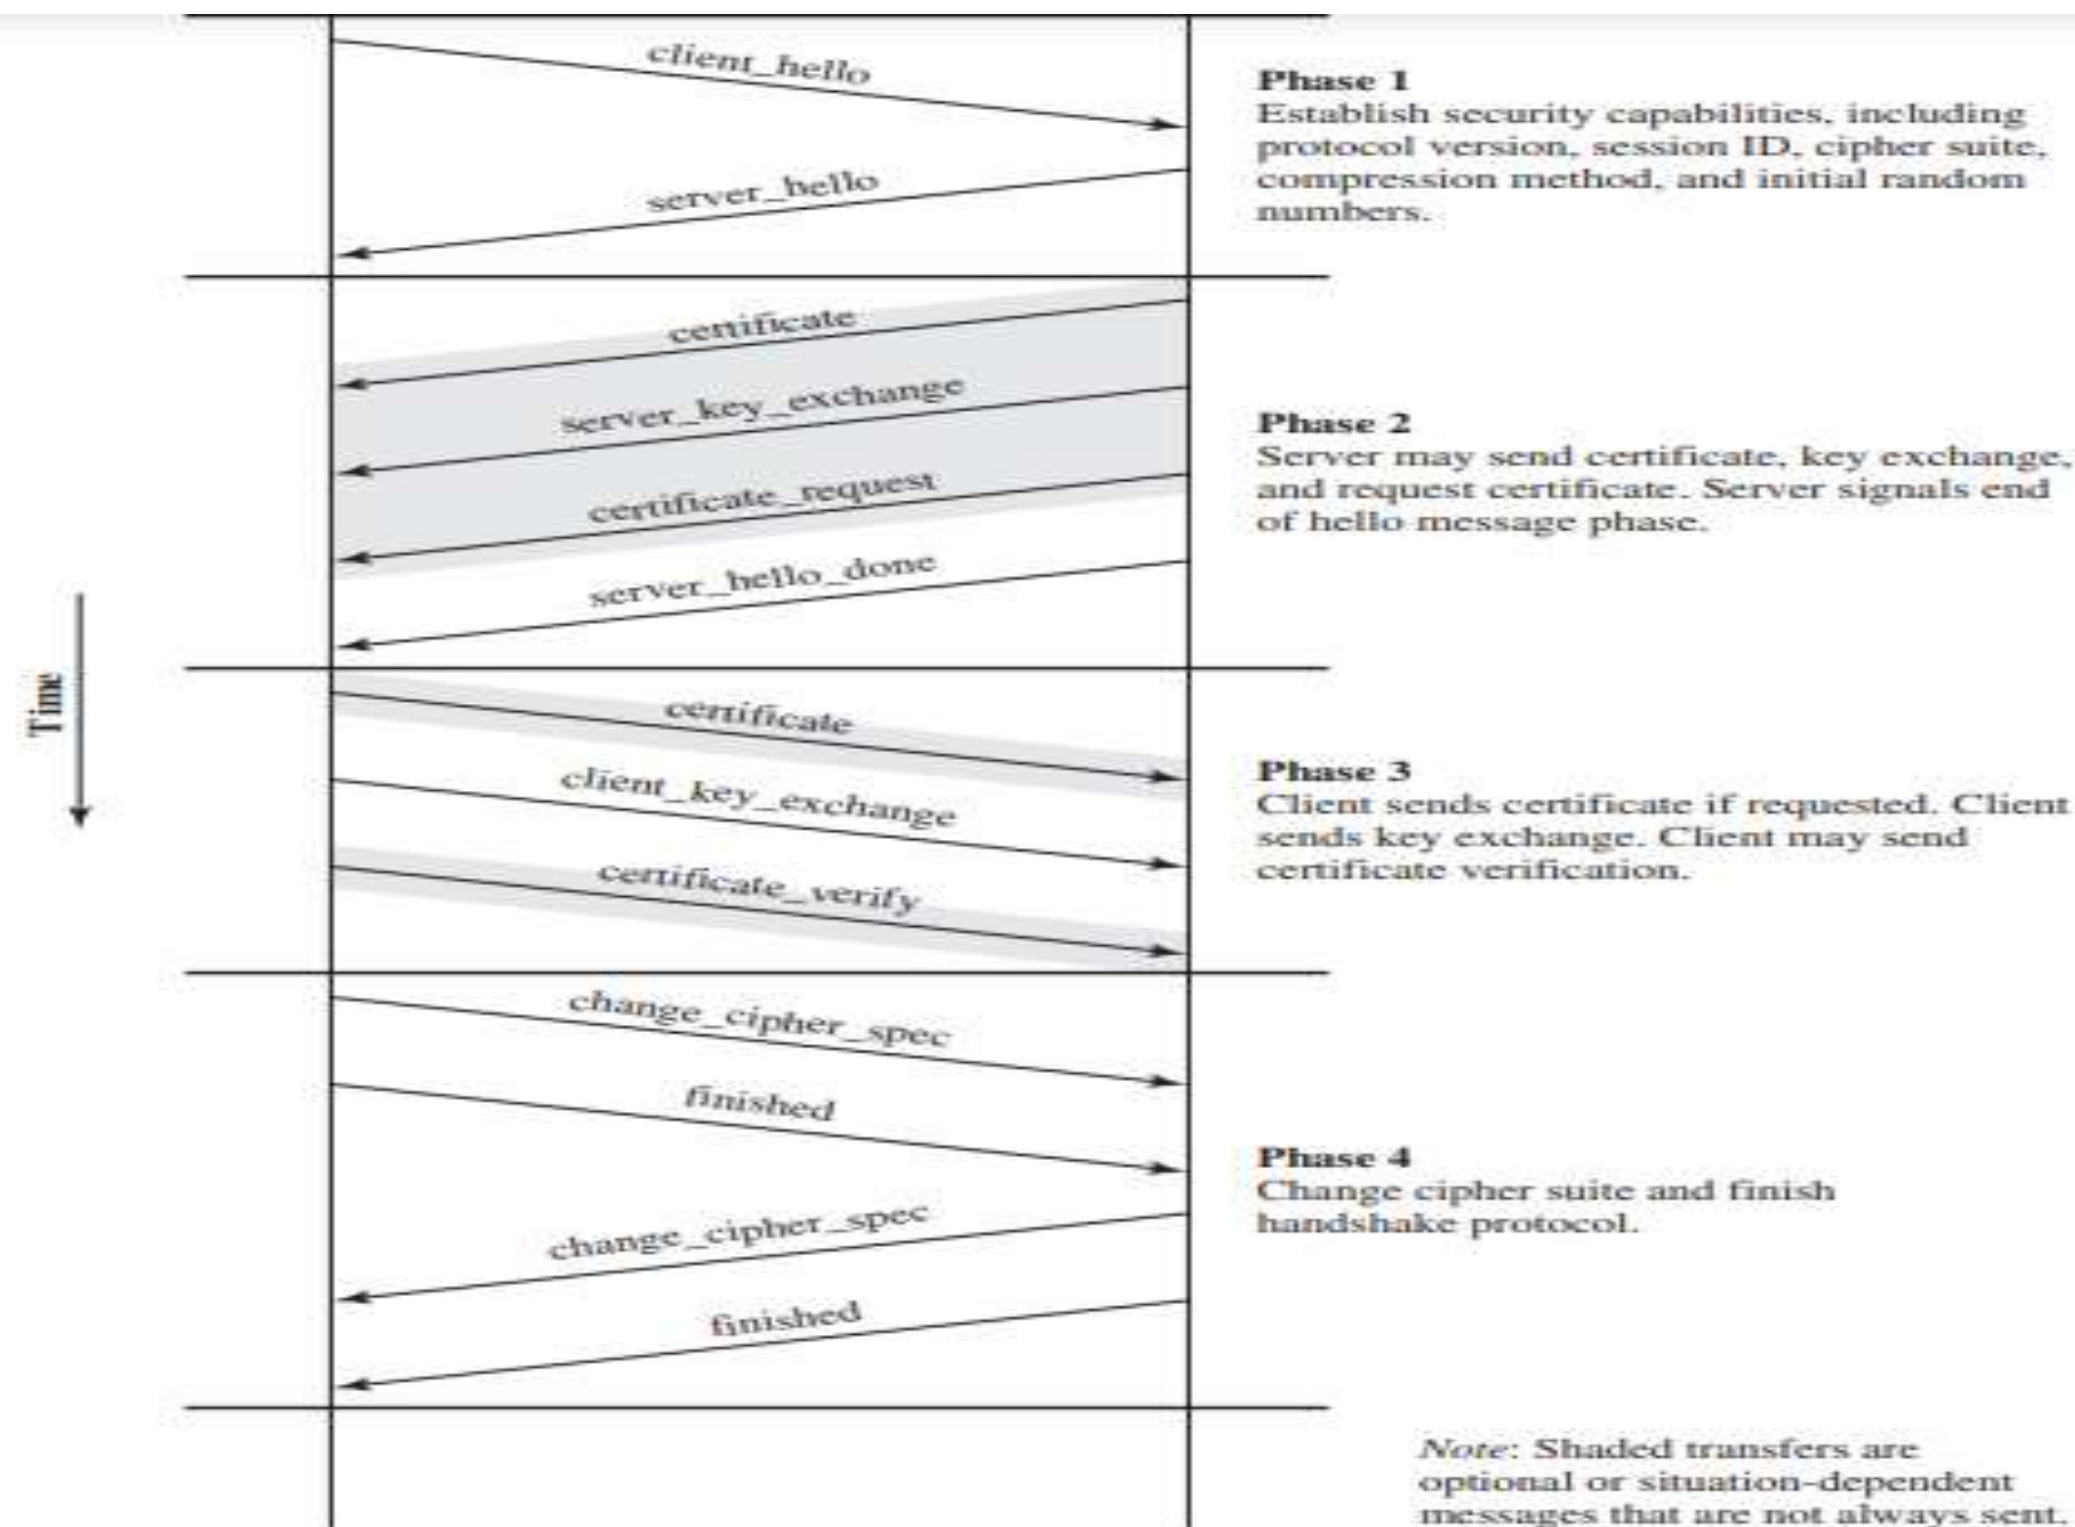 client_hello
Phase 1
Establish security capabilities, including
protocol version, session ID, cipher suite,
compression method, and initial random
numbers.
server_hello
certificate
server_key_exchange
Phase 2
Server may send certificate, key exchange,
and request certificate. Server signals end
of hello message phase.
certificate_request
server_hello_done
Time
certificate
client_key_exchange
Phase 3
Client sends certificate if requested. Client
sends key exchange. Client may send
certificate verification.
certificate_verify
change_cipher_spec
finished
Phase 4
Change cipher suite and finish
handshake protocol.
change_cipher_spec
finished
Note: Shaded transfers are
optional or situation-dependent
messages that are not always sent.